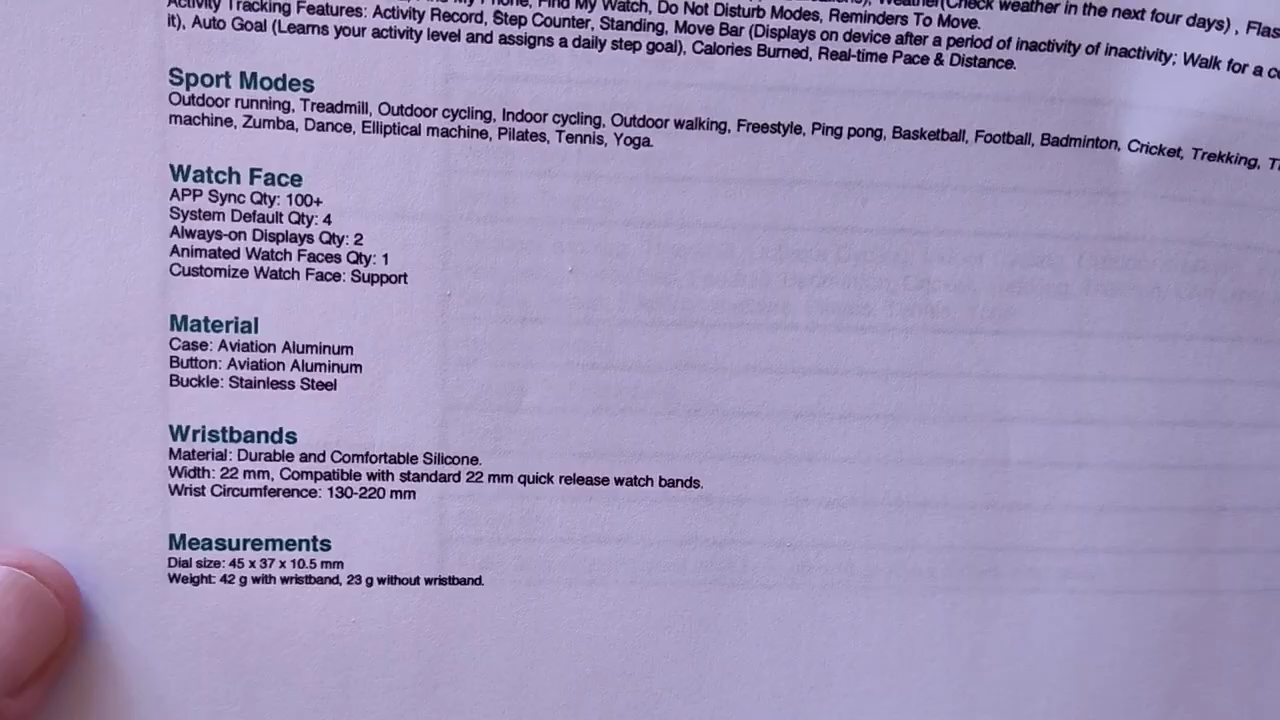 Activity Tracking Features: Activity Record, Step Counter, Standing, Move Bar (Displays on device after a period of inactivity of inactivity; Walk for a
Find My Watch, Do Not Disturb Modes, Reminders To Move.
Weather(Check weather in the next four days) ,
it), Auto Goal (Learns your activity level and assigns a daily step goal), Calories Burned, Real-time Pace & Distance.
Sport Modes
Outdoor running, Treadmill, Outdoor cycling, Indoor cycling, Outdoor walking, Freestyle, Ping pong, Basketball, Football, Badminton, Cricket, Trekking,
machine, Zumba, Dance, Elliptical machine, Pilates, Tennis, Yoga.
Watch Face
APP Sync Qty: 100+
System Default Qty: 4
Always-on Displays Qty: 2
Animated Watch Faces Qty: 1
Customize Watch Face: Support
Material
Case: Aviation Aluminum
Button: Aviation Aluminum
Buckle: Stainless Steel
Wristbands
Material: Durable and Comfortable Silicone.
Width: 22 mm, Compatible with standard 22 mm quick release watch bands.
Wrist Circumference: 130-220 mm
Measurements
Dial size: 45 x 37 x 10.5 mm
Weight: 42 g with wristband, 23 g without wristband.